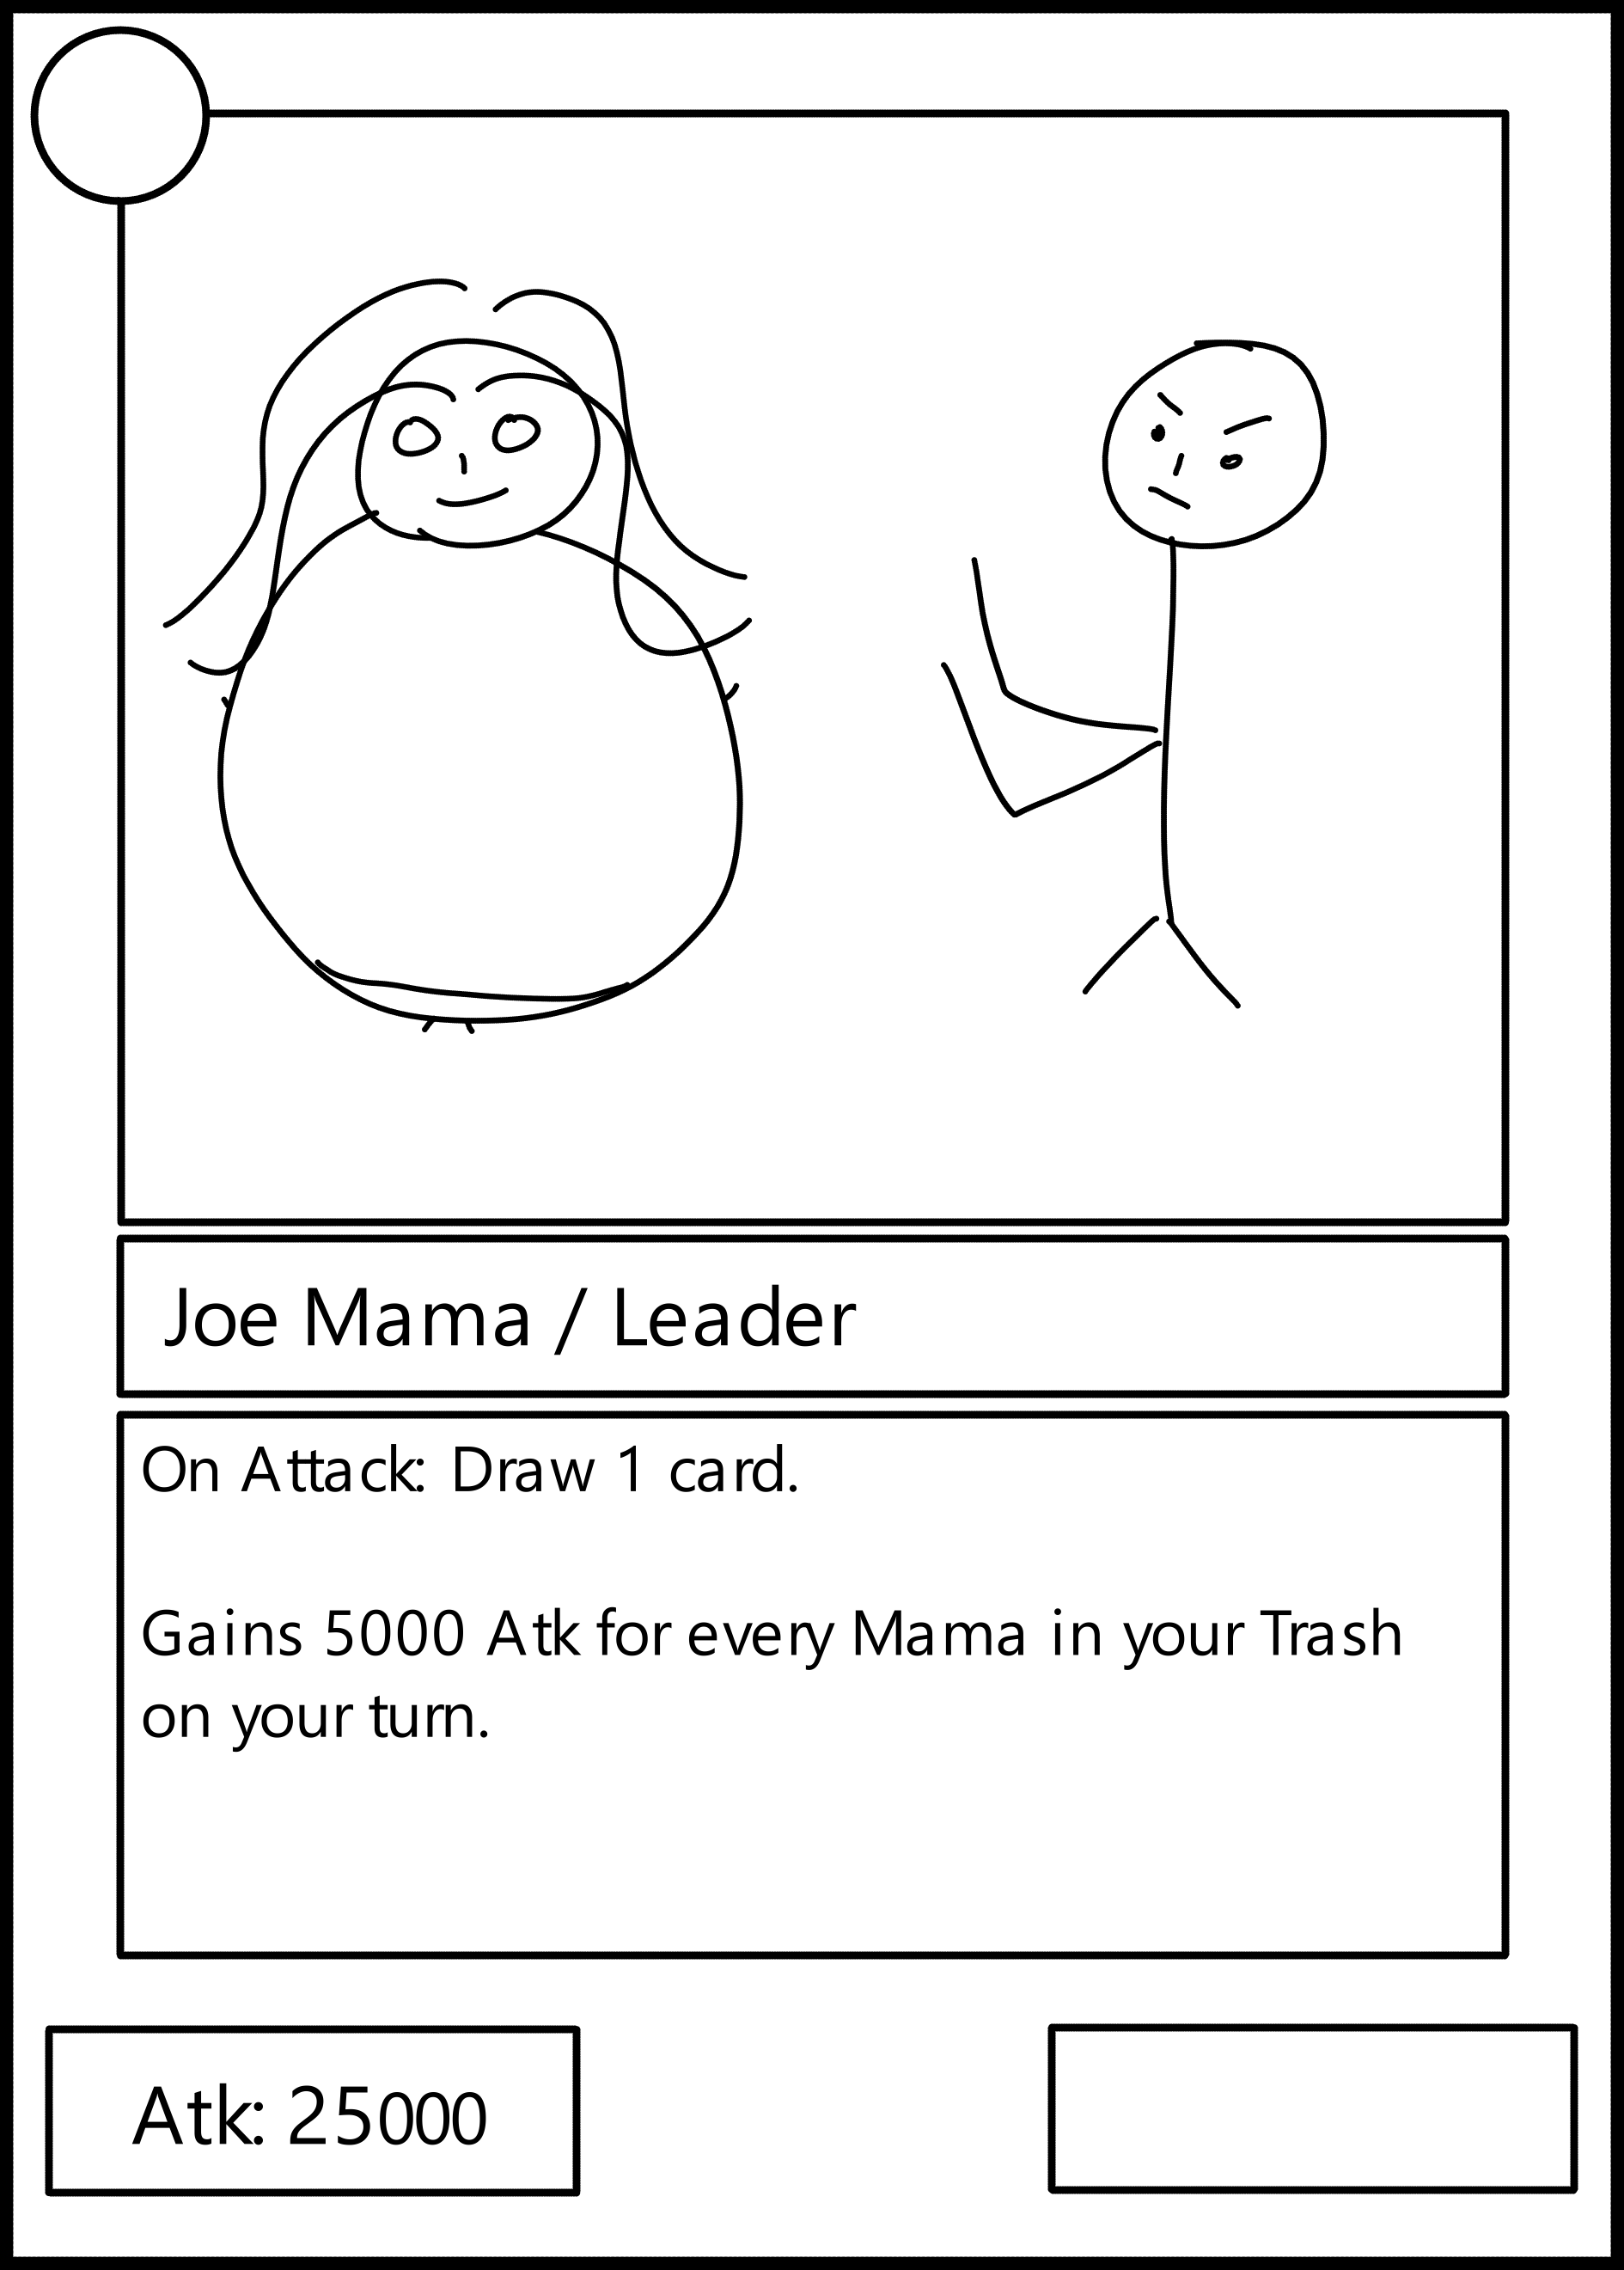 Joe Mama / Leader
On Attack: Draw 1 card.
Gains 5000 Atk for every Mama in your Trash
on your turn.
Atk: 25000